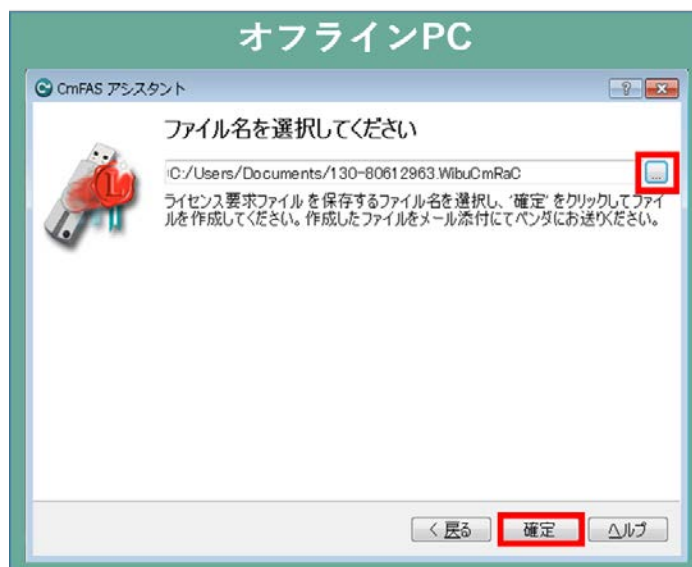 オフラインPC
CmFAS アシスタント
ファイル名を選択してください
C:/Users/Documents/130-80612963.WibuCmRaC
...
ライセンス要求ファイル を保存するファイル名を選択し、'確定' をクリックしてファイ
ルを作成してください。作成したファイルをメール添付にてベンダにお送りください。
L
< 戻る
確定
ヘルプ